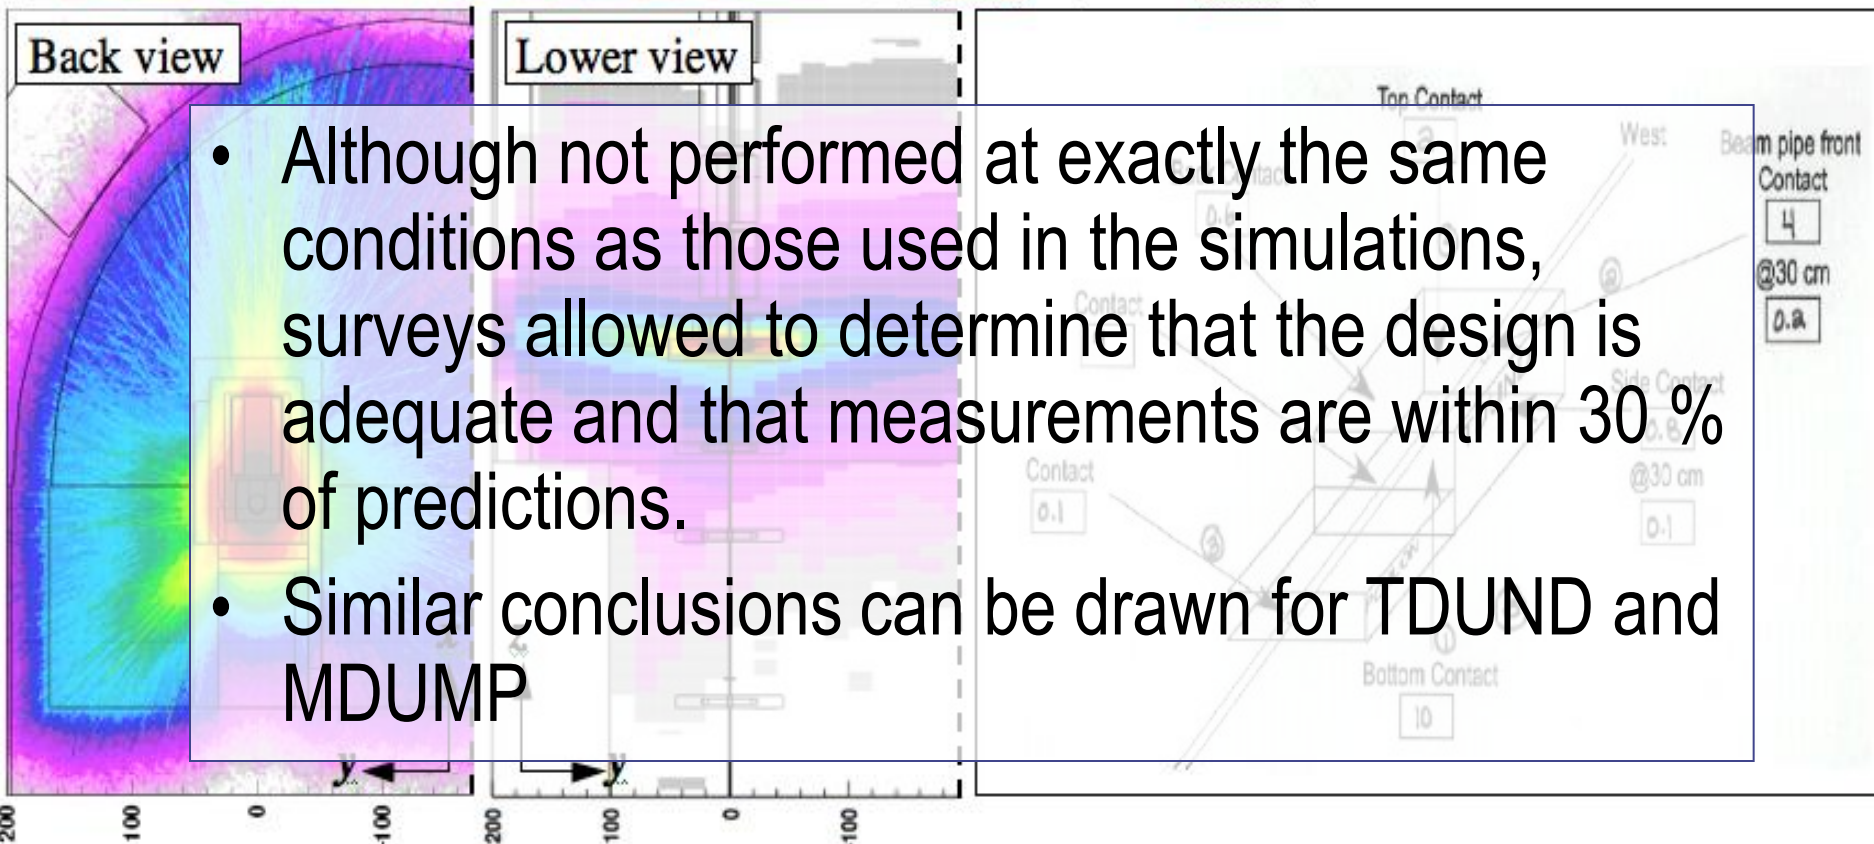 Back view
Lower view
• Although not performed at exactly the same
conditions as those used in the simulations,
surveys allowed to determine that the design is
adequate and that measurements are within 30 %
of predictions.
• Similar conclusions can be drawn for TDUND and
MDUMP
Top Contact
West
Beam pipe front
Contact
4
@30 cm
0.2
Contact
Side Contact
0.8
@30 cm
0.1
Contact
0.1
Bottom Contact
10
y
y
200
100
0
-100
200
100
0
-100